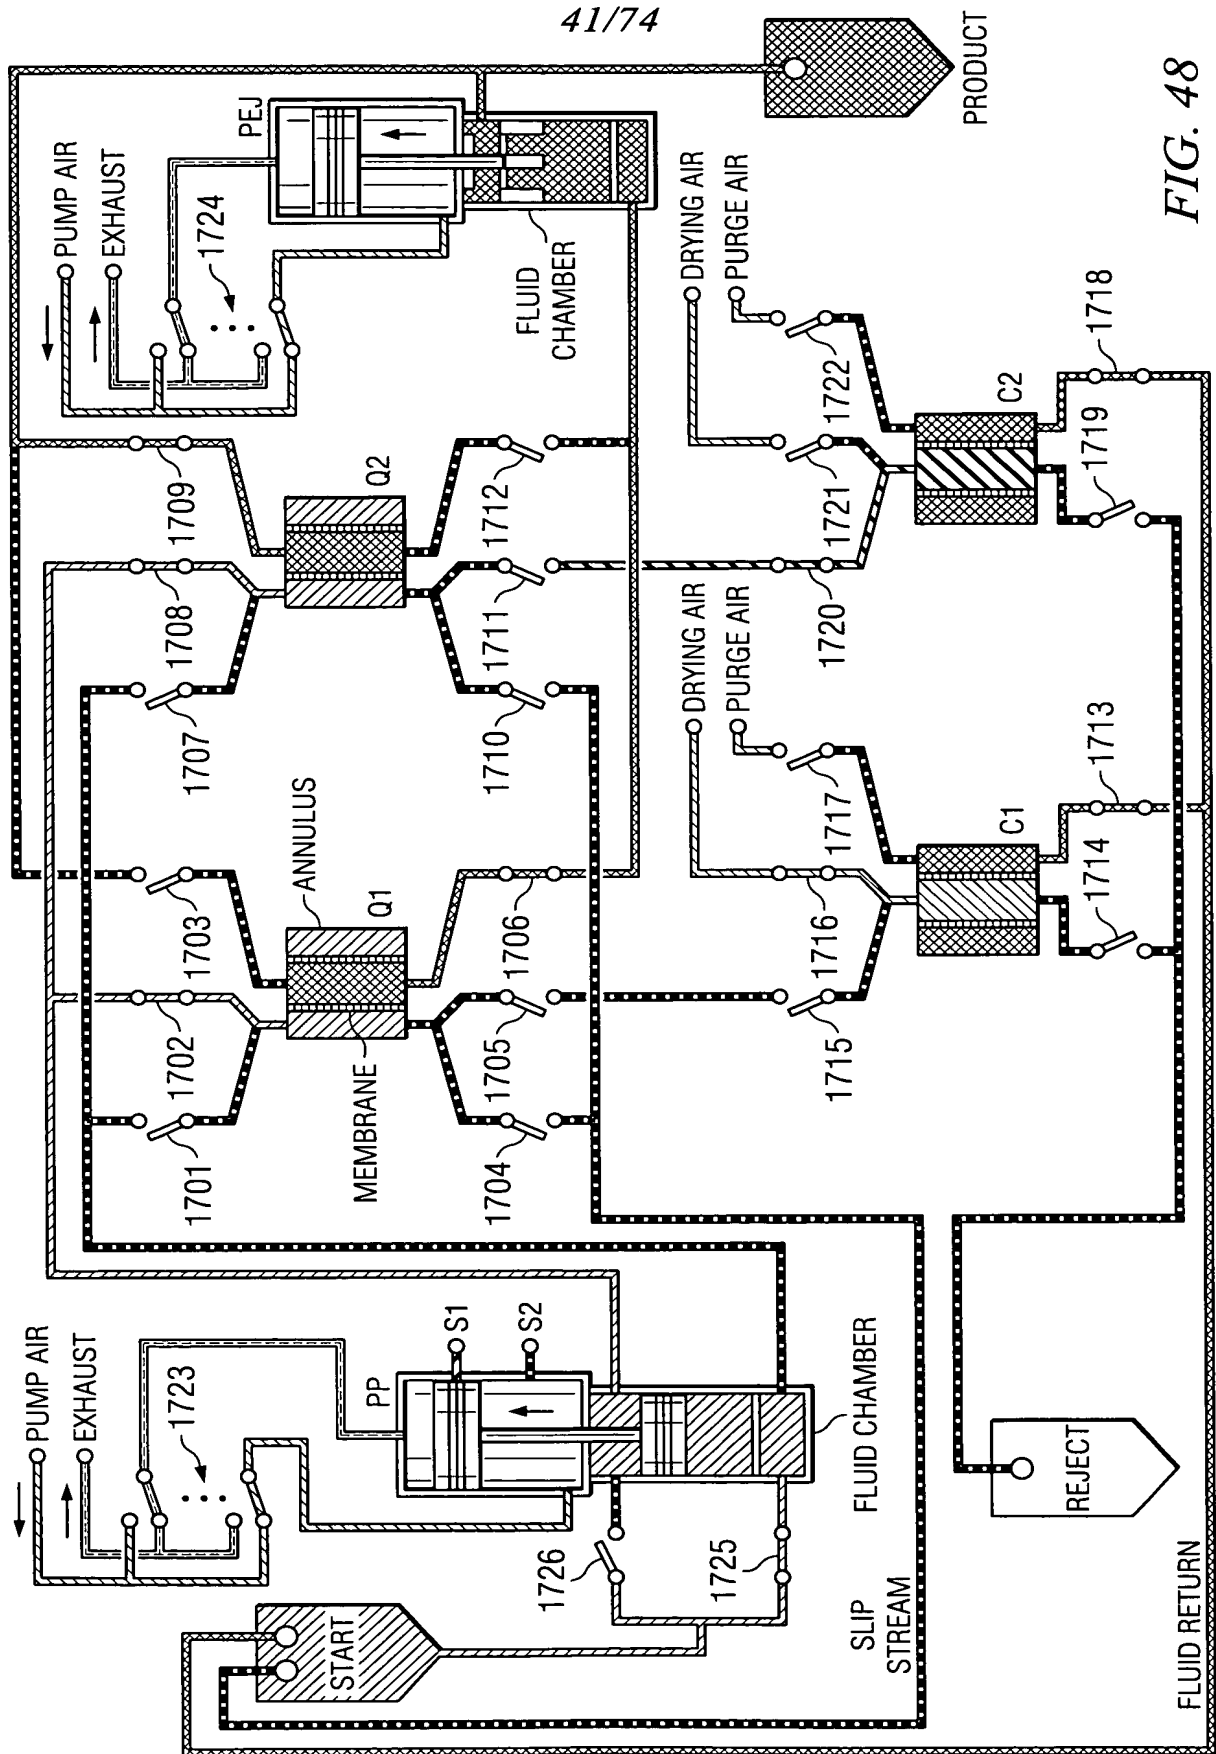 41/74
PUMP AIR
EXHAUST
1723
PP
S1
S2
START
1726
1725
FLUID CHAMBER
SLIP
STREAM
REJECT
FLUID RETURN
1701
1702
1703
MEMBRANE
ANNULUS
Q1
1704
1705
1706
1707
1708
1709
Q2
1710
1711
1712
PUMP AIR
EXHAUST
1724
PEJ
FLUID
CHAMBER
PRODUCT
DRYING AIR
PURGE AIR
1715
1716
1717
C1
1714
1713
DRYING AIR
PURGE AIR
1720
1721
1722
C2
1719
1718
FIG. 48